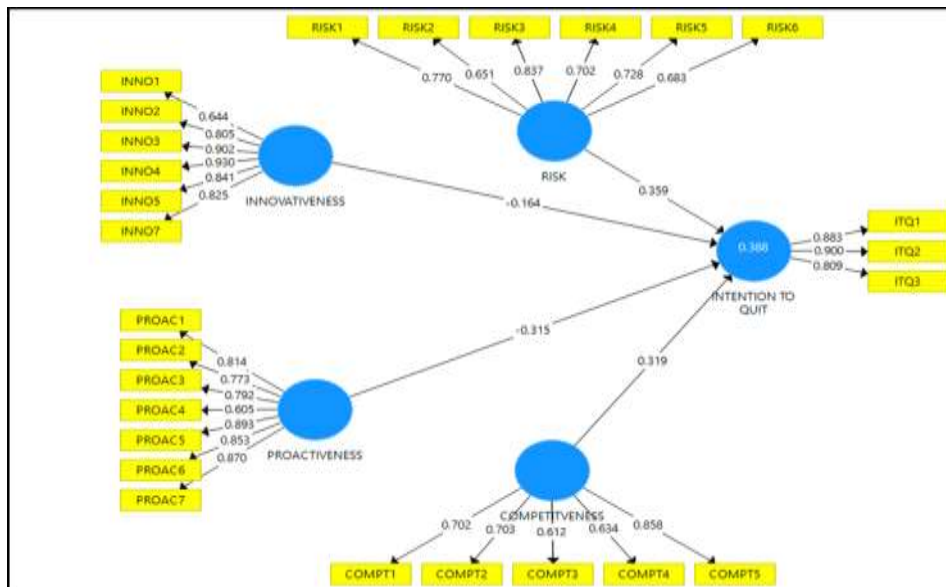 RISK1 RISK2 RISK3 RISK4 RISK5 RISK6
0.770 0.651 0.837 0.702 0.728 0.683
RISK
INNO1
INNO2
INNO3
INNO4
INNO5
INNO7
0.644
0.805
0.902
0.930
0.841
0.825
INNOVATIVENESS
-0.164
0.359
0.388
INTENTION TO
QUIT
0.883
0.900
0.809
ITQ1
ITQ2
ITQ3
PROAC1
PROAC2
PROAC3
PROAC4
PROAC5
PROAC6
PROAC7
0.814
0.773
0.792
0.605
0.893
0.853
0.870
PROACTIVENESS
-0.315
0.319
COMPETITVENESS
0.702 0.703 0.612 0.634 0.858
COMPT1 COMPT2 COMPT3 COMPT4 COMPT5